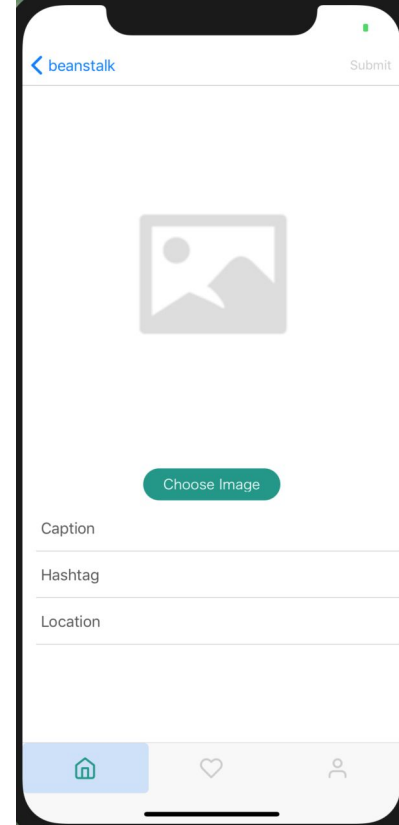 beanstalk
Submit
Choose Image
Caption
Hashtag
Location